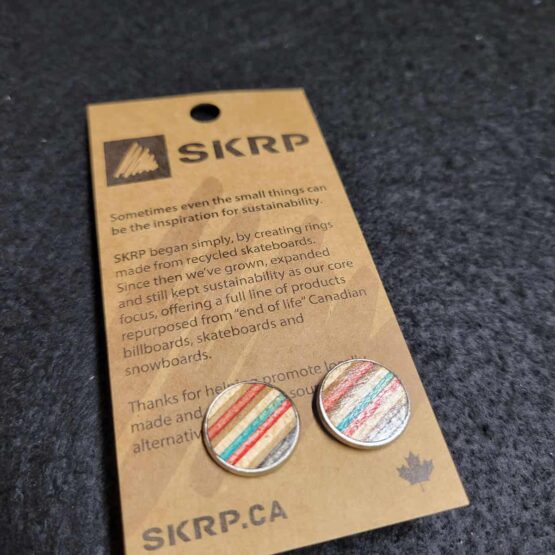 SKRP
Sometimes even the small things can
be the inspiration for sustainability.
SKRP began simply, by creating rings
made from recycled skateboards.
Since then we've grown, expanded
and still kept sustainability as our core
focus, offering a full line of products
repurposed from "end of life" Canadian
billboards, skateboards and
snowboards.
Thanks for promote
made and
SKRP.CA